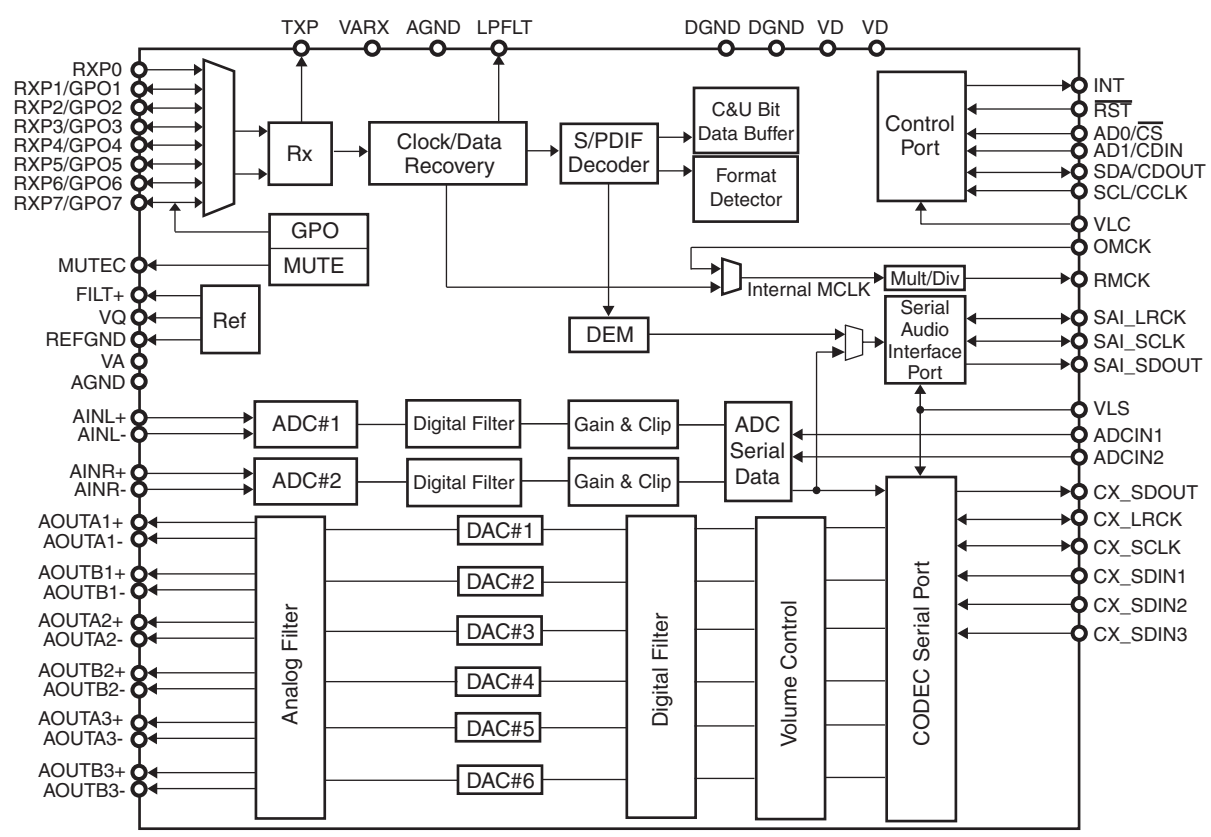 TXP VARX AGND LPFLT DGND DGND VD VD
RXP0
RXP1/GPO1
RXP2/GPO2
RXP3/GPO3
RXP4/GPO4
RXP5/GPO5
RXP6/GPO6
RXP7/GPO7
MUTEC
FILT+
VQ
REFGND
VA
AGND
AINL+
AINL-
AINR+
AINR-
AOUTA1+
AOUTA1-
AOUTB1+
AOUTB1-
AOUTA2+
AOUTA2-
AOUTB2+
AOUTB2-
AOUTA3+
AOUTA3-
AOUTB3+
AOUTB3-
Rx
Clock/Data
Recovery
S/PDIF
Decoder
C&U Bit
Data Buffer
Format
Detector
Control
Port
GPO
MUTE
Ref
Internal MCLK
Mult/Div
DEM
Serial
Audio
Interface
Port
ADC#1
Digital Filter
Gain & Clip
ADC
Serial
Data
ADC#2
Digital Filter
Gain & Clip
Analog Filter
DAC#1
DAC#2
DAC#3
DAC#4
DAC#5
DAC#6
Digital Filter
Volume Control
CODEC Serial Port
INT
RST
AD0/CS
AD1/CDIN
SDA/CDOUT
SCL/CCLK
VLC
OMCK
RMCK
SAI_LRCK
SAI_SCLK
SAI_SDOUT
VLS
ADCIN1
ADCIN2
CX_SDOUT
CX_LRCK
CX_SCLK
CX_SDIN1
CX_SDIN2
CX_SDIN3